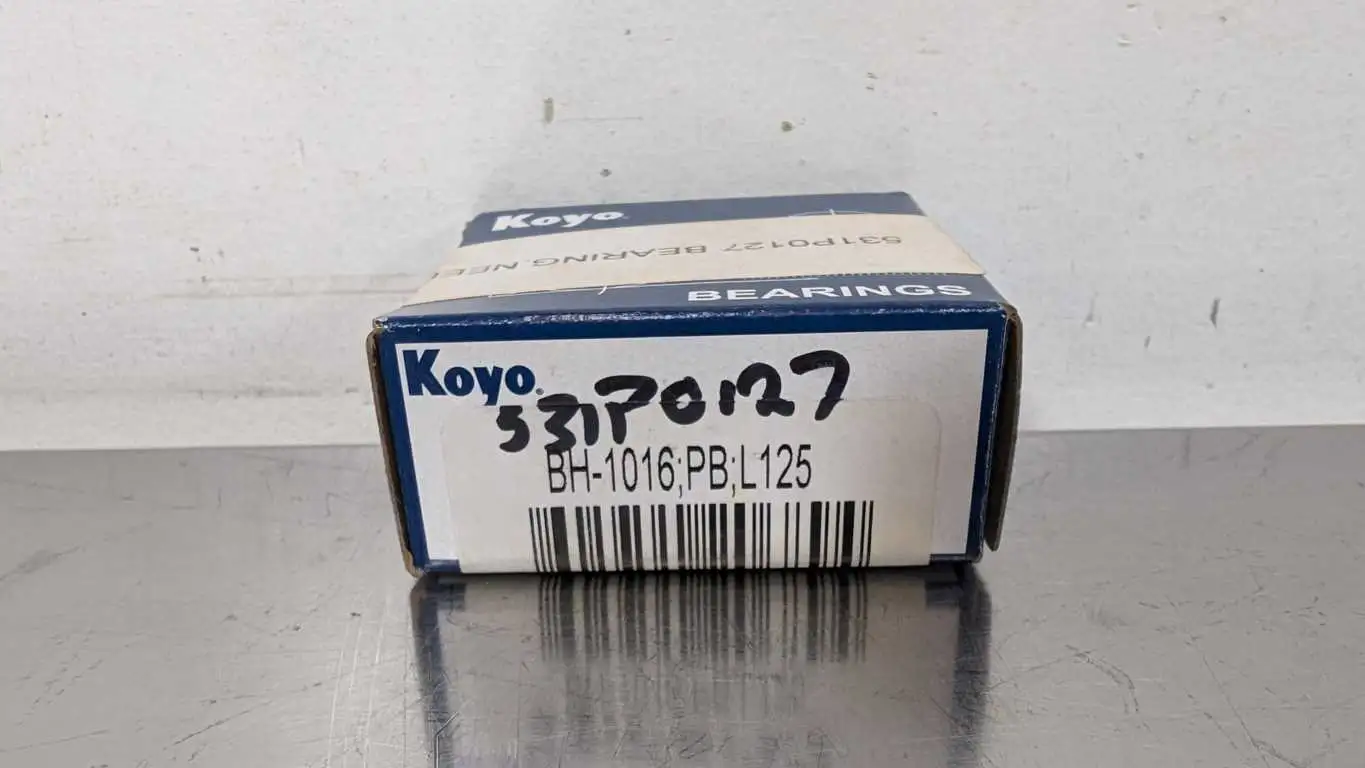 Koyo
531P0127 BEARING, NEE
BEARINGS
Koyo
531P0127
BH-1016;PB;L125